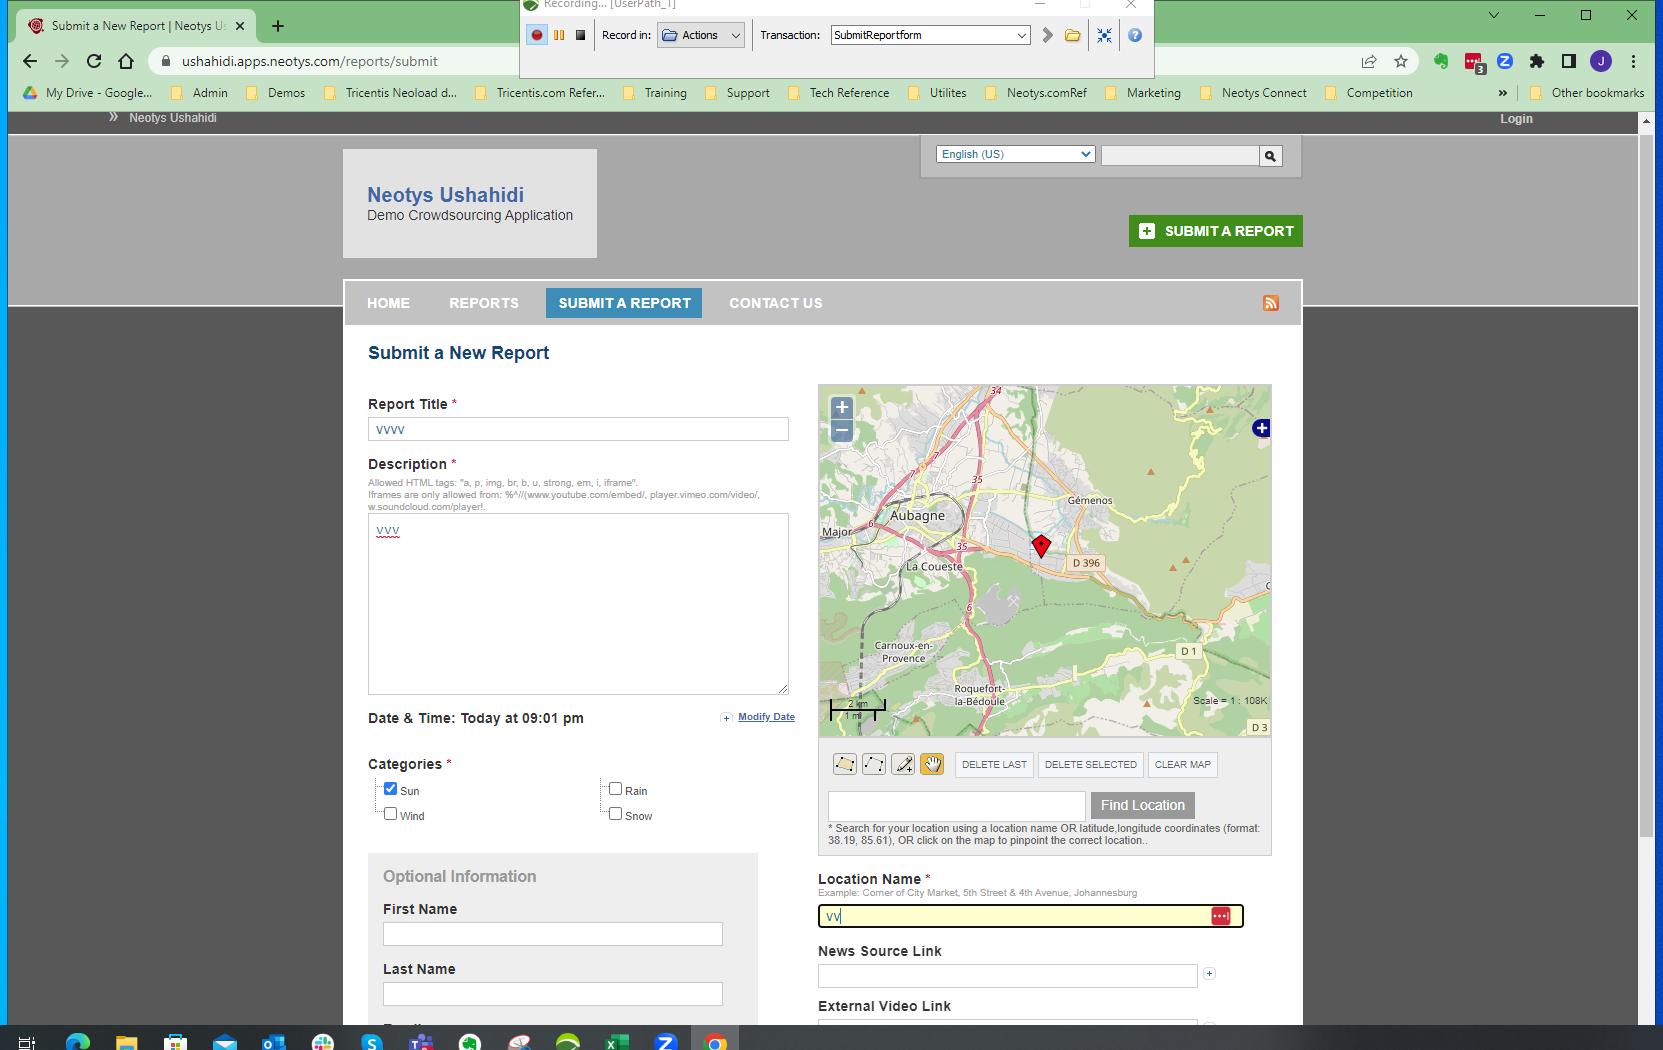 Recording... [UserPath_1]
Submit a New Report | Neotys Us
Record in: Actions Transaction: SubmitReportform
ushahidi.apps.neotys.com/reports/submit
3
J
My Drive - Google... Admin Demos Tricentis Neoload d... Tricentis.com Refer... Training Support Tech Reference Utilites Neotys.comRef Marketing Neotys Connect Competition » Other bookmarks
» Neotys Ushahidi Login
English (US)
Neotys Ushahidi
Demo Crowdsourcing Application
SUBMIT A REPORT
HOME REPORTS SUBMIT A REPORT CONTACT US
Submit a New Report
Report Title *
vvvv
Description *
Allowed HTML tags: "a, p, img, br, b, u, strong, em, i, iframe".
Iframes are only allowed from: %^//(www.youtube.com/embed/, player.vimeo.com/video/,
w.soundcloud.com/player!.
vvv
Date & Time: Today at 09:01 pm
Modify Date
Categories *
Sun Rain
Wind Snow
Optional Information
First Name
Last Name
34
7
7
35
Gémenos
Aubagne
6
Major
35
La Coueste
D 396
6
Carnoux-en-
Provence
D 1
Roquefort-
la-Bédoule
Scale = 1 : 108K
2 km
1 mi
D 3
DELETE LAST DELETE SELECTED CLEAR MAP
Find Location
* Search for your location using a location name OR latitude,longitude coordinates (format:
38.19, 85.61), OR click on the map to pinpoint the correct location..
Location Name *
Example: Corner of City Market, 5th Street & 4th Avenue, Johannesburg
vv
News Source Link
External Video Link